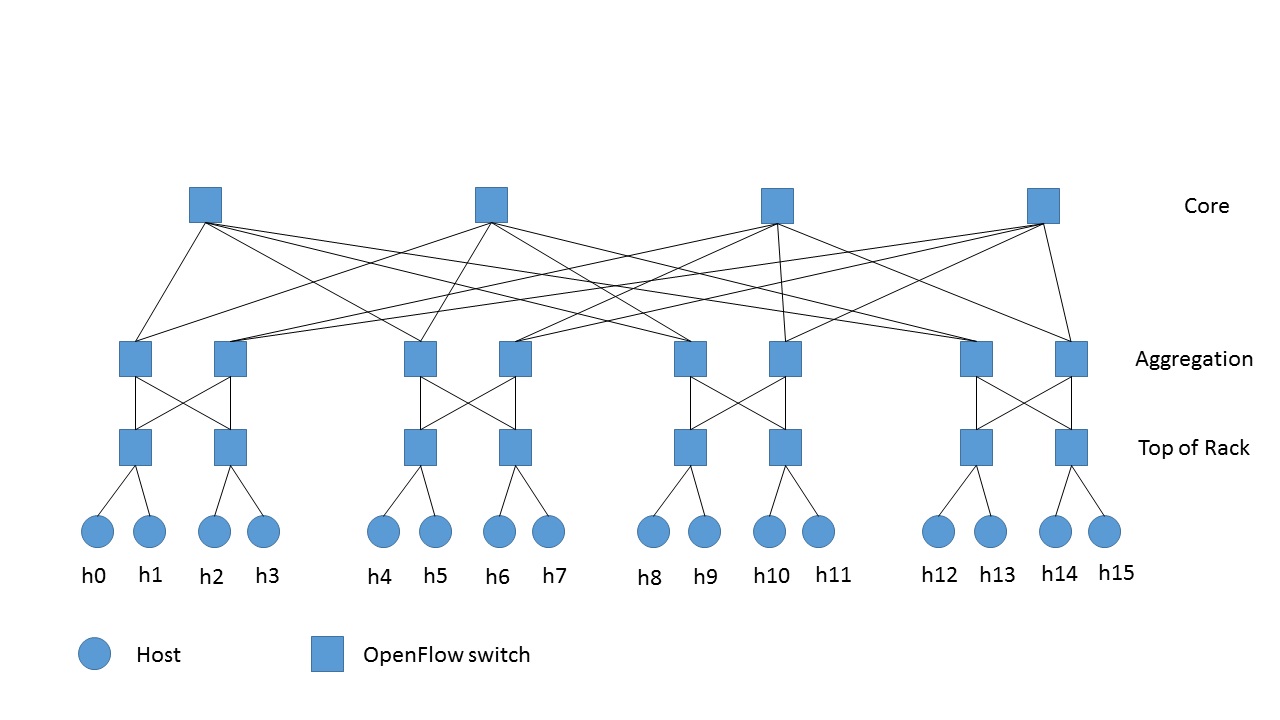 Core
Aggregation
Top of Rack
h0 h1 h2 h3 h4 h5 h6 h7 h8 h9 h10 h11 h12 h13 h14 h15
Host OpenFlow switch